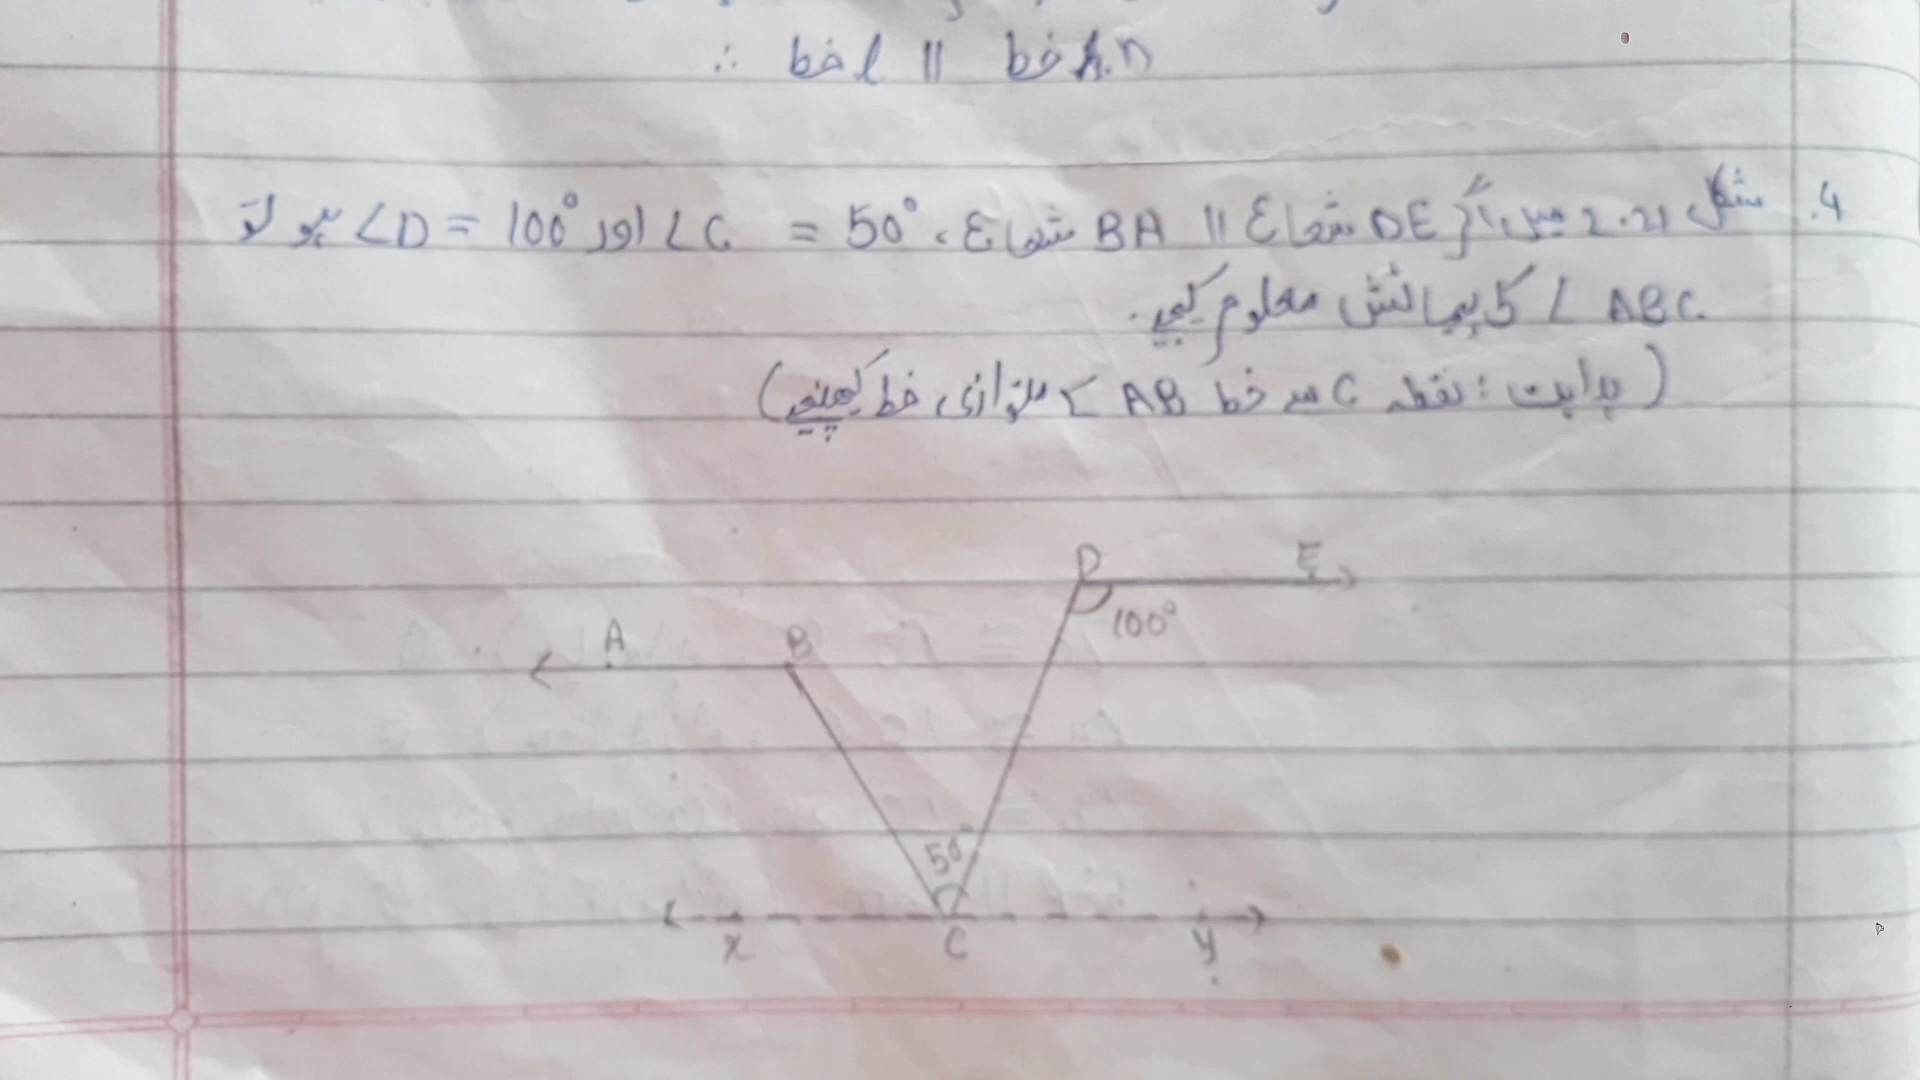 ∴ خط l || خط n
4. شکل 2.21 میں اگر شعاع DE || شعاع BA ، ∠C = 50° اور ∠D = 100° ہو تو
∠ABC کی پیمائش معلوم کیجیے.
(ہدایت : نقطہ C سے خط AB کے متوازی خط کھینچیے)
D E
100°
A B
50°
x C y